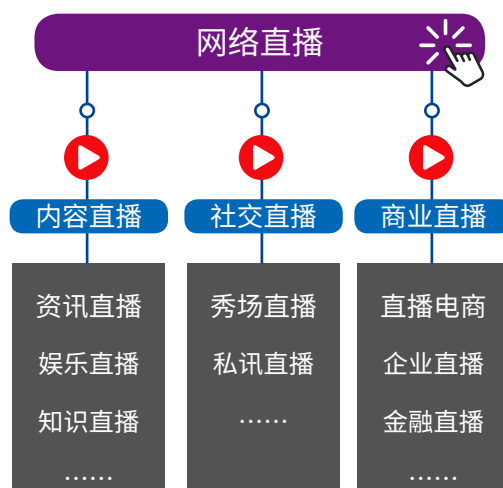 网络直播
内容直播
资讯直播
娱乐直播
知识直播
……
社交直播
秀场直播
私讯直播
……
商业直播
直播电商
企业直播
金融直播
……